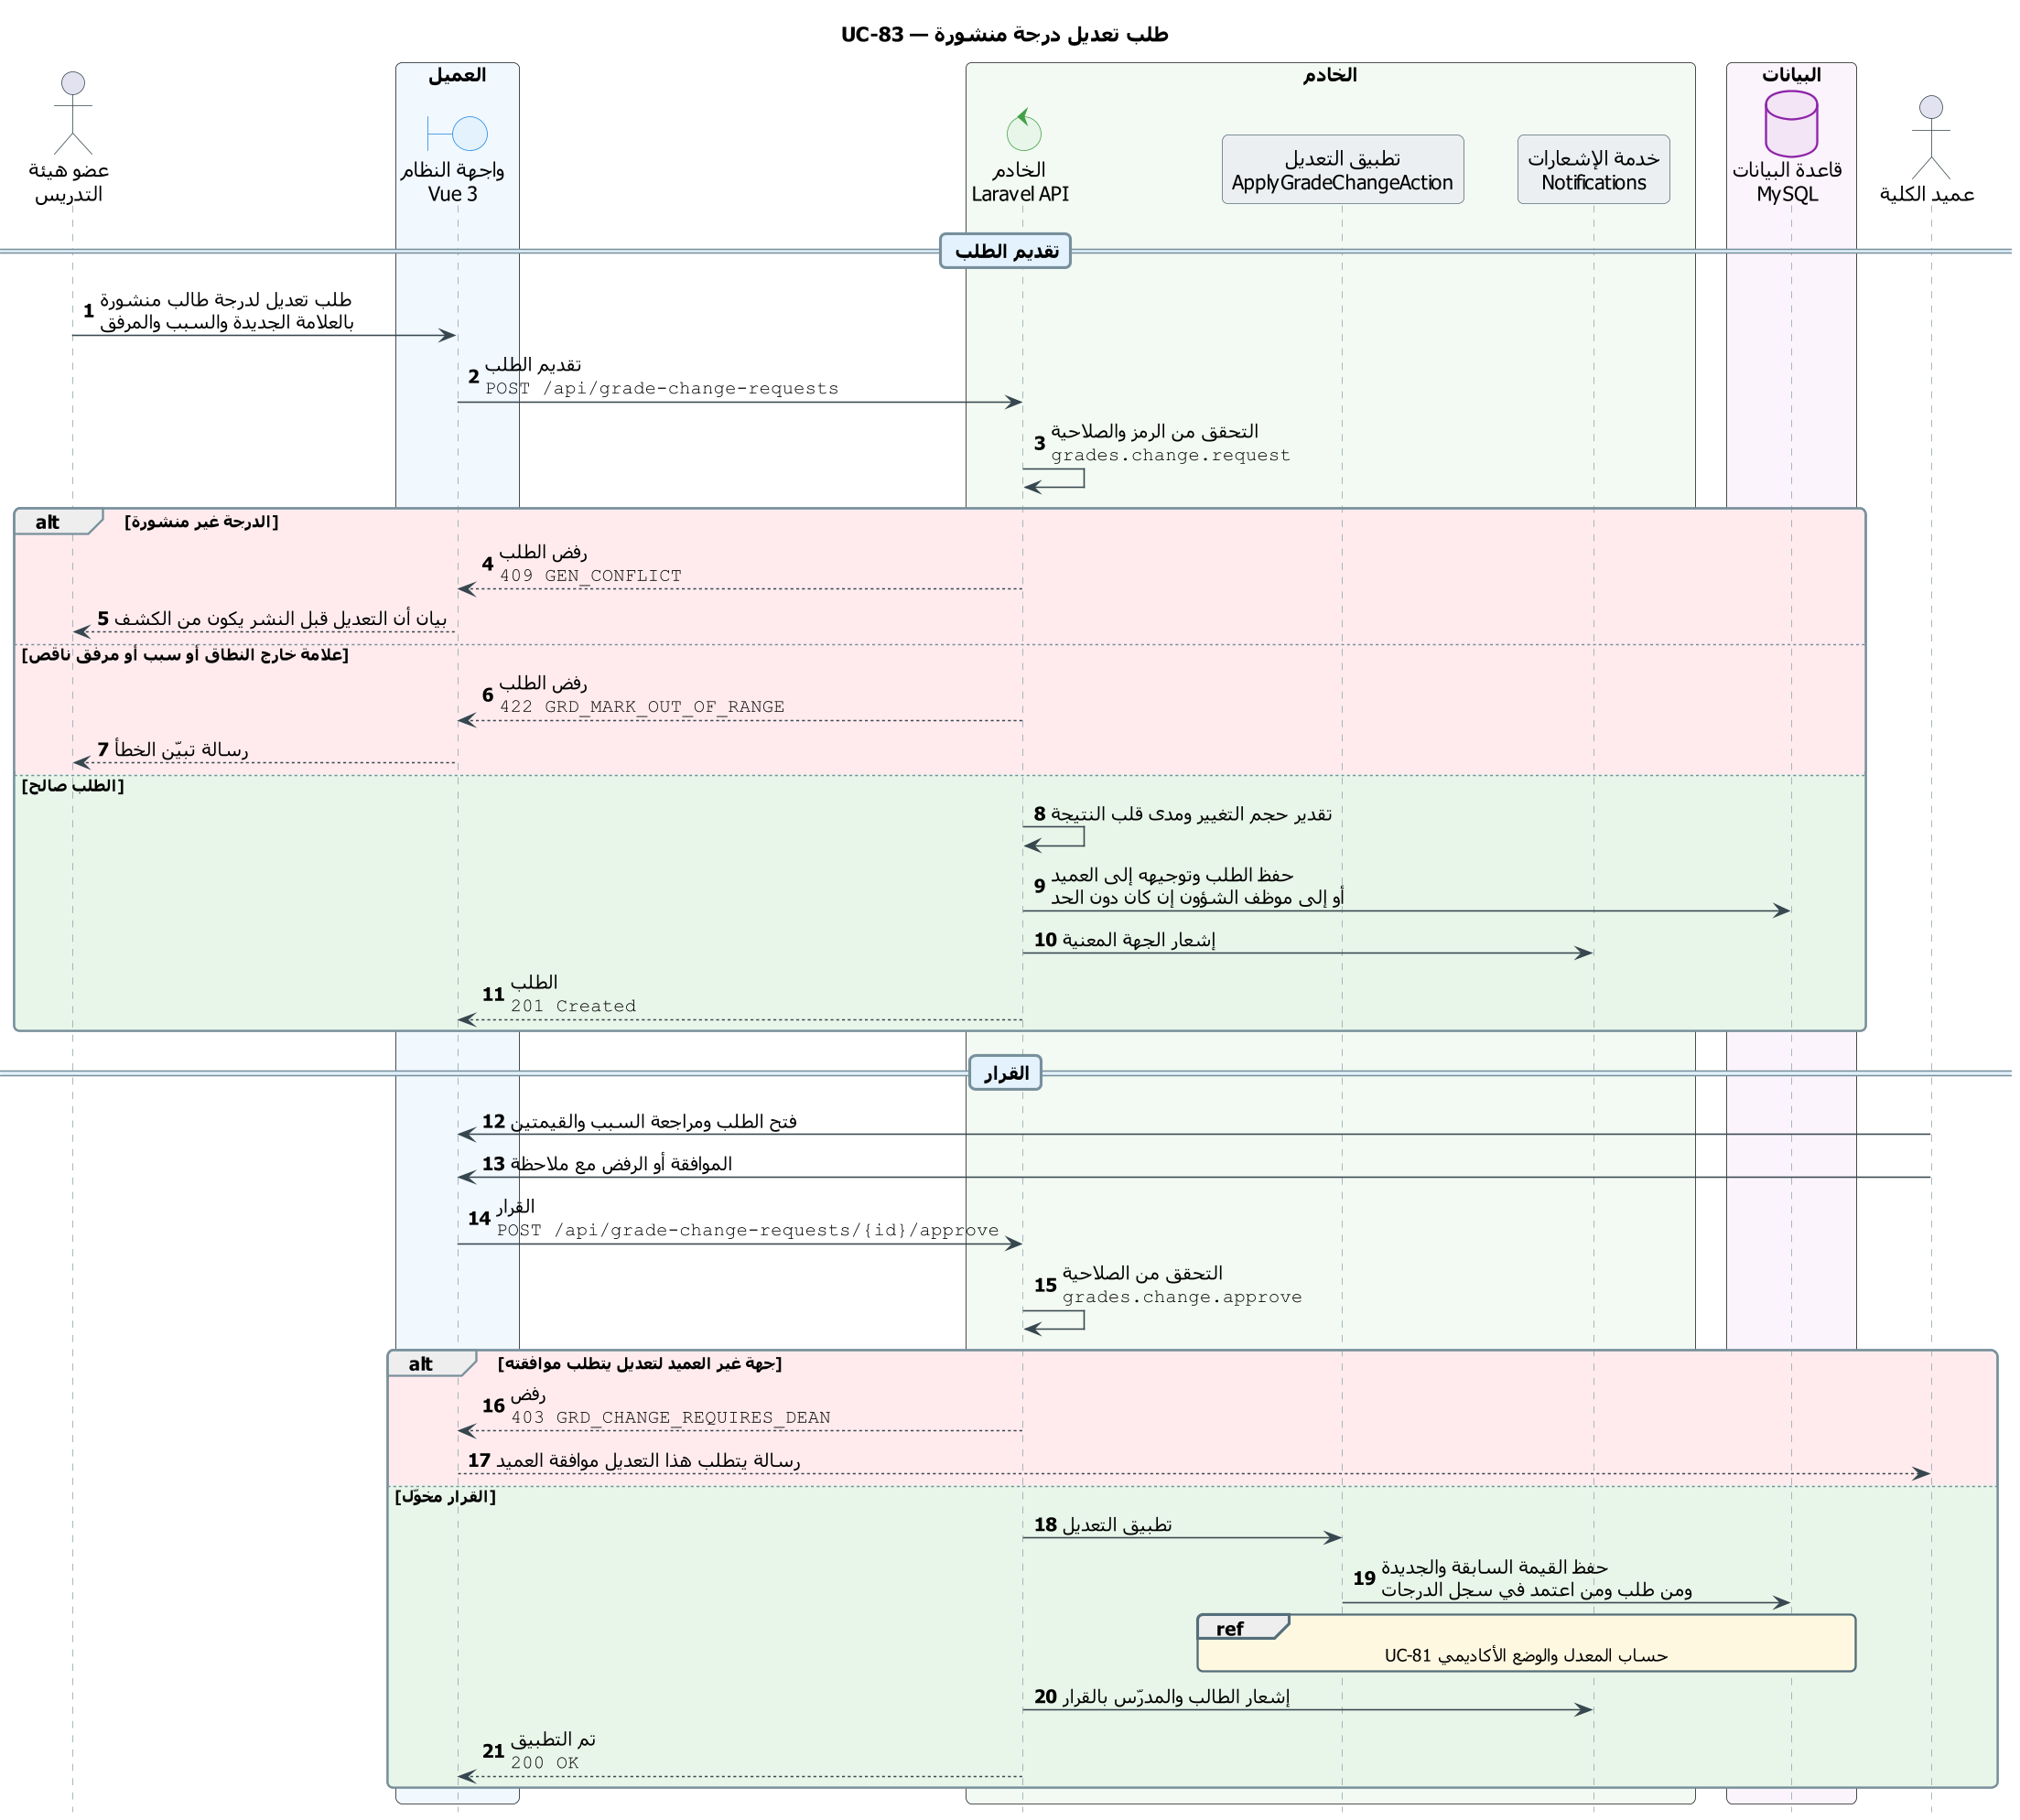 UC-83 — طلب تعديل درجة منشورة
العميل
الخادم
البيانات
عضو هيئة
التدريس
واجهة النظام
Vue 3
الخادم
Laravel API
تطبيق التعديل
ApplyGradeChangeAction
خدمة الإشعارات
Notifications
قاعدة البيانات
MySQL
عميد الكلية
تقديم الطلب
1 طلب تعديل لدرجة طالب منشورة
بالعلامة الجديدة والسبب والمرفق
2 تقديم الطلب
POST /api/grade-change-requests
3 التحقق من الرمز والصلاحية
grades.change.request
alt [الدرجة غير منشورة]
4 رفض الطلب
409 GEN_CONFLICT
5 بيان أن التعديل قبل النشر يكون من الكشف
[علامة خارج النطاق أو سبب أو مرفق ناقص]
6 رفض الطلب
422 GRD_MARK_OUT_OF_RANGE
7 رسالة تبيّن الخطأ
[الطلب صالح]
8 تقدير حجم التغيير ومدى قلب النتيجة
9 حفظ الطلب وتوجيهه إلى العميد
أو إلى موظف الشؤون إن كان دون الحد
10 إشعار الجهة المعنية
11 الطلب
201 Created
القرار
12 فتح الطلب ومراجعة السبب والقيمتين
13 الموافقة أو الرفض مع ملاحظة
14 القرار
POST /api/grade-change-requests/{id}/approve
15 التحقق من الصلاحية
grades.change.approve
alt [جهة غير العميد لتعديل يتطلب موافقته]
16 رفض
403 GRD_CHANGE_REQUIRES_DEAN
17 رسالة يتطلب هذا التعديل موافقة العميد
[القرار مخوّل]
18 تطبيق التعديل
19 حفظ القيمة السابقة والجديدة
ومن طلب ومن اعتمد في سجل الدرجات
ref
حساب المعدل والوضع الأكاديمي UC-81
20 إشعار الطالب والمدرّس بالقرار
21 تم التطبيق
200 OK